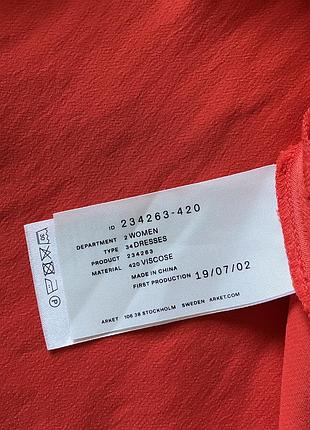 ID 234263-420
DEPARTMENT 2 WOMEN
TYPE 34 DRESSES
PRODUCT 234263
MATERIAL 420 VISCOSE
MADE IN CHINA
FIRST PRODUCTION 19/07/02
ARKET 106 38 STOCKHOLM SWEDEN ARKET.COM
30
P